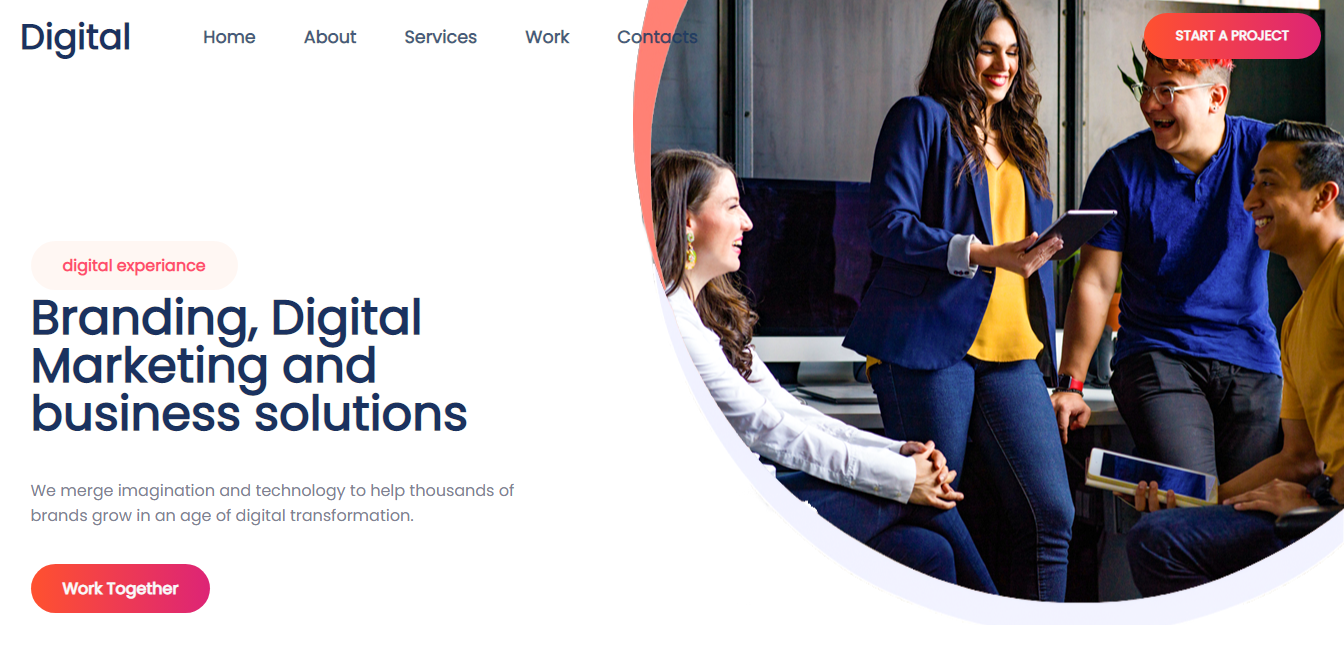 Digital Home About Services Work Contacts START A PROJECT
digital experiance
Branding, Digital
Marketing and
business solutions
We merge imagination and technology to help thousands of
brands grow in an age of digital transformation.
Work Together